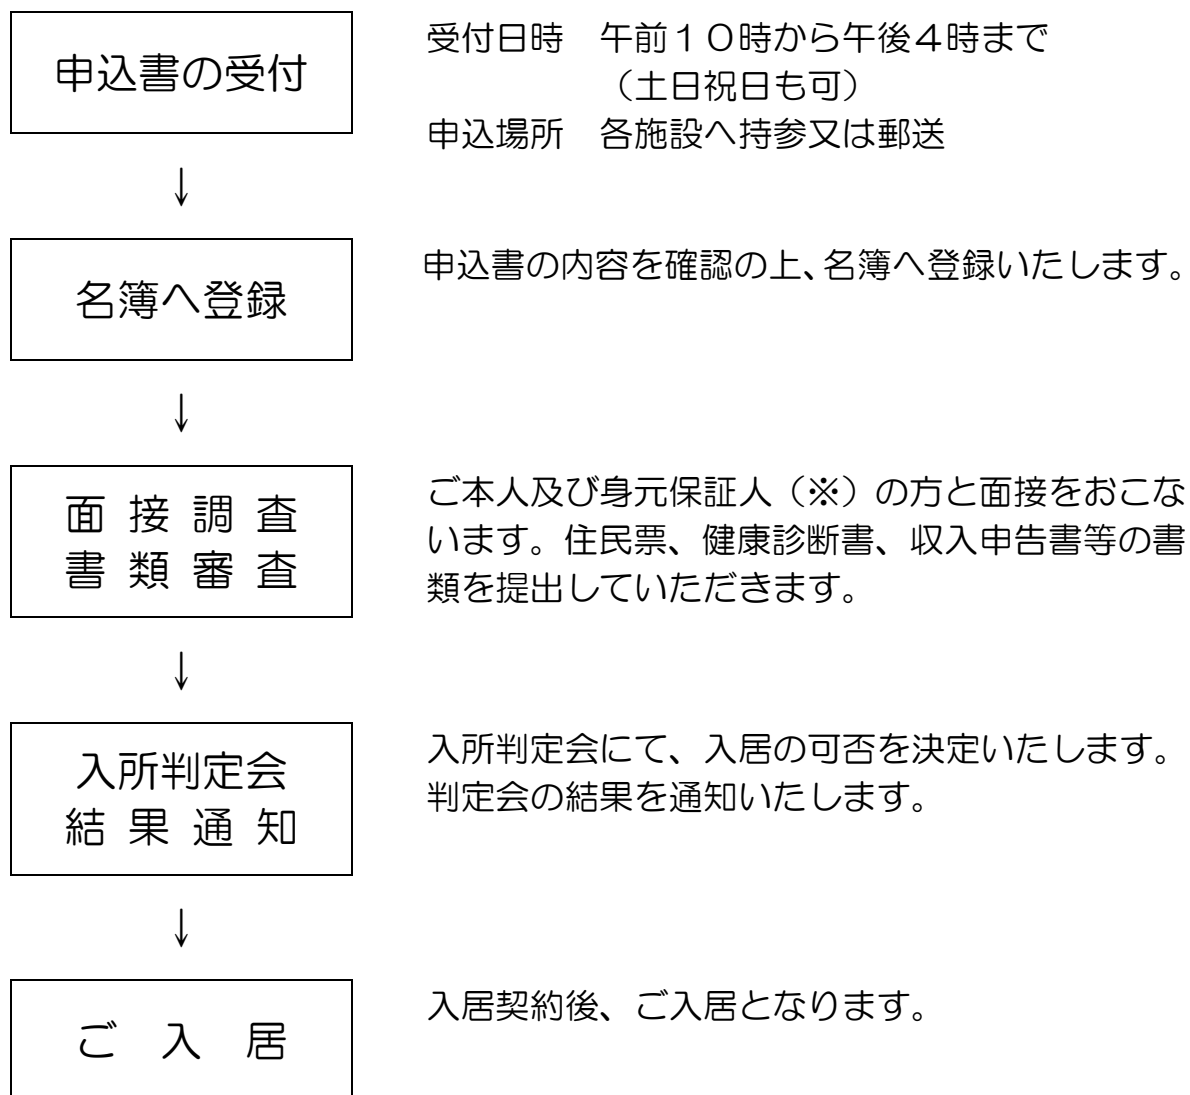 申込書の受付
受付日時　午前１０時から午後４時まで
（土日祝日も可）
申込場所　各施設へ持参又は郵送
↓
名簿へ登録
申込書の内容を確認の上、名簿へ登録いたします。
↓
面 接 調 査
書 類 審 査
ご本人及び身元保証人（※）の方と面接をおこな
います。住民票、健康診断書、収入申告書等の書
類を提出していただきます。
↓
入所判定会
結 果 通 知
入所判定会にて、入居の可否を決定いたします。
判定会の結果を通知いたします。
↓
ご　入　居
入居契約後、ご入居となります。